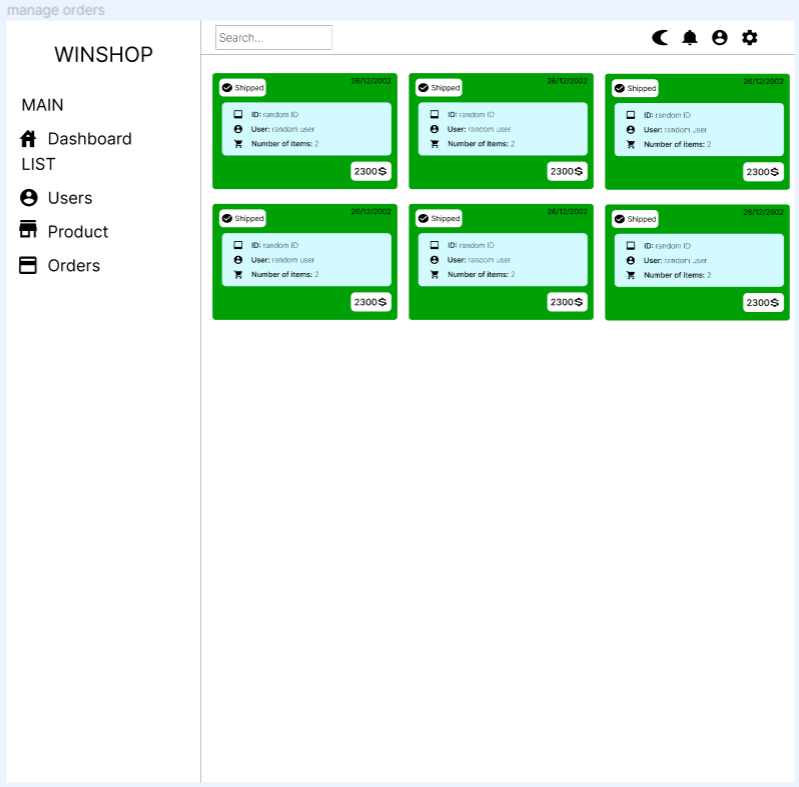 manage orders
WINSHOP
MAIN
Dashboard
LIST
Users
Product
Orders
Search...
Shipped 26/12/2002
ID: random ID
User: random user
Number of items: 2
2300$
Shipped 26/12/2002
ID: random ID
User: random user
Number of items: 2
2300$
Shipped 26/12/2002
ID: random ID
User: random user
Number of items: 2
2300$
Shipped 26/12/2002
ID: random ID
User: random user
Number of items: 2
2300$
Shipped 26/12/2002
ID: random ID
User: random user
Number of items: 2
2300$
Shipped 26/12/2002
ID: random ID
User: random user
Number of items: 2
2300$